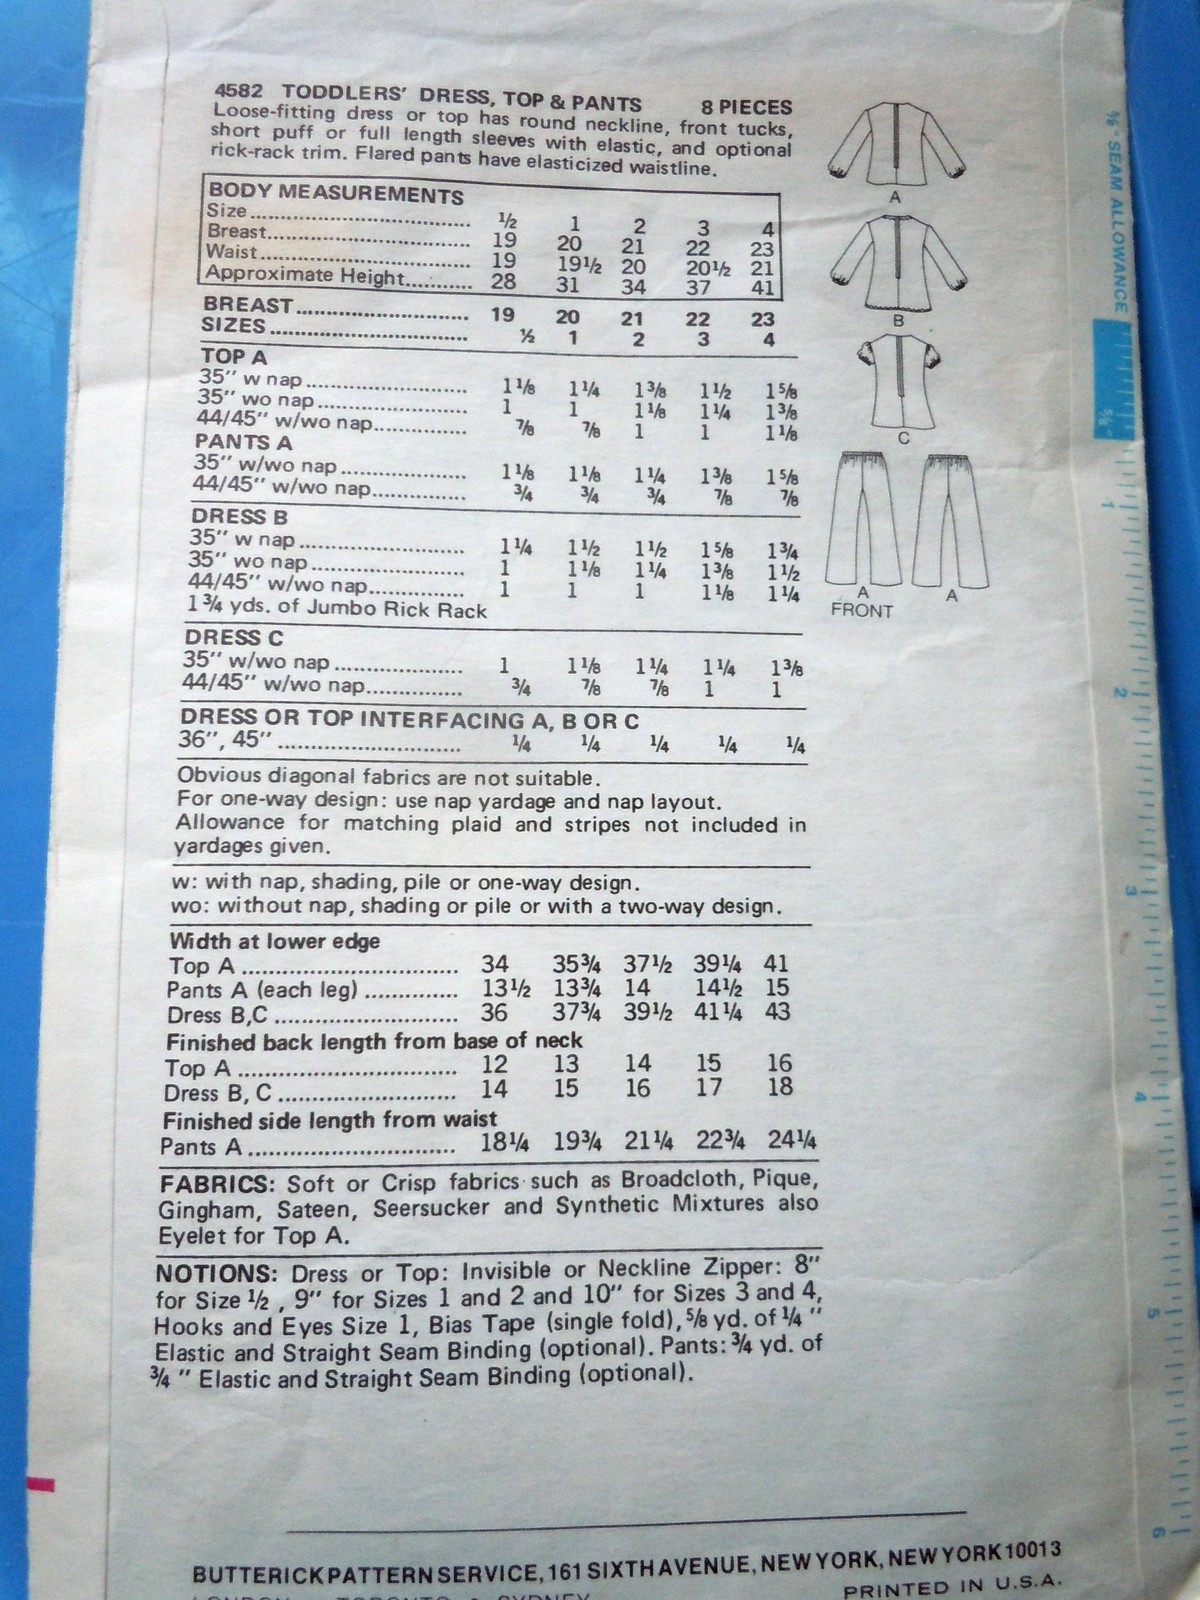 4582 TODDLERS' DRESS, TOP & PANTS 8 PIECES
Loose-fitting dress or top has round neckline, front tucks,
short puff or full length sleeves with elastic, and optional
rick-rack trim. Flared pants have elasticized waistline.
BODY MEASUREMENTS
Size ½ 1 2 3 4
Breast 19 20 21 22 23
Waist 19 19½ 20 20½ 21
Approximate Height 28 31 34 37 41
BREAST 19 20 21 22 23
SIZES ½ 1 2 3 4
TOP A
35" w nap 1⅛ 1¼ 1⅜ 1½ 1⅝
35" wo nap 1 1 1⅛ 1¼ 1⅜
44/45" w/wo nap ⅞ ⅞ 1 1 1⅛
PANTS A
35" w/wo nap 1⅛ 1⅛ 1¼ 1⅜ 1⅝
44/45" w/wo nap ¾ ¾ ¾ ⅞ ⅞
DRESS B
35" w nap 1¼ 1½ 1½ 1⅝ 1¾
35" wo nap 1 1⅛ 1¼ 1⅜ 1½
44/45" w/wo nap 1 1 1 1⅛ 1¼
1¾ yds. of Jumbo Rick Rack
DRESS C
35" w/wo nap 1 1⅛ 1¼ 1¼ 1⅜
44/45" w/wo nap ¾ ⅞ ⅞ 1 1
DRESS OR TOP INTERFACING A, B OR C
36", 45" ¼ ¼ ¼ ¼ ¼
Obvious diagonal fabrics are not suitable.
For one-way design: use nap yardage and nap layout.
Allowance for matching plaid and stripes not included in
yardages given.
w: with nap, shading, pile or one-way design.
wo: without nap, shading or pile or with a two-way design.
Width at lower edge
Top A 34 35¾ 37½ 39¼ 41
Pants A (each leg) 13½ 13¾ 14 14½ 15
Dress B,C 36 37¾ 39½ 41¼ 43
Finished back length from base of neck
Top A 12 13 14 15 16
Dress B, C 14 15 16 17 18
Finished side length from waist
Pants A 18¼ 19¾ 21¼ 22¾ 24¼
FABRICS: Soft or Crisp fabrics such as Broadcloth, Pique,
Gingham, Sateen, Seersucker and Synthetic Mixtures also
Eyelet for Top A.
NOTIONS: Dress or Top: Invisible or Neckline Zipper: 8"
for Size ½ , 9" for Sizes 1 and 2 and 10" for Sizes 3 and 4,
Hooks and Eyes Size 1, Bias Tape (single fold), ⅝ yd. of ¼ "
Elastic and Straight Seam Binding (optional). Pants: ¾ yd. of
¾ " Elastic and Straight Seam Binding (optional).
BUTTERICK PATTERN SERVICE, 161 SIXTH AVENUE, NEW YORK, NEW YORK 10013
LONDON TORONTO SYDNEY
PRINTED IN U.S.A.
A
B
C
A
FRONT
A
⅝" SEAM ALLOWANCE
⅝"
1
2
3
4
5
6